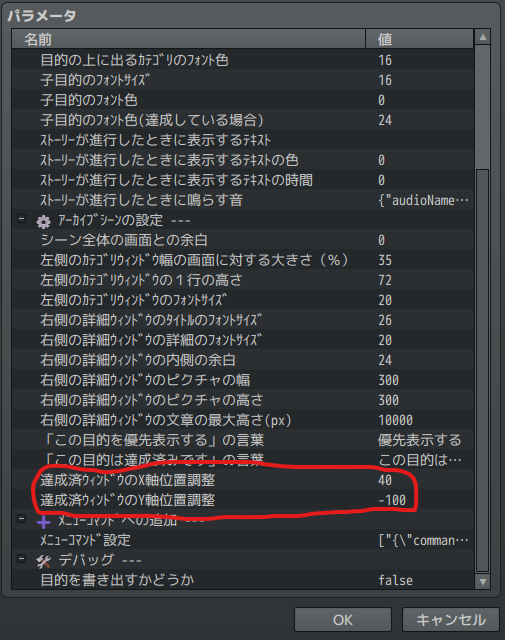 パラメータ
名前 値
目的の上に出るｶﾃｺﾞﾘのﾌｫﾝﾄ色 16
子目的のﾌｫﾝﾄｻｲｽﾞ 16
子目的のﾌｫﾝﾄ色 0
子目的のﾌｫﾝﾄ色(達成している場合) 24
ｽﾄｰﾘｰが進行したときに表示するﾃｷｽﾄ
ｽﾄｰﾘｰが進行したときに表示するﾃｷｽﾄの色 0
ｽﾄｰﾘｰが進行したときに表示するﾃｷｽﾄの時間 0
ｽﾄｰﾘｰが進行したときに鳴らす音 {"audioName…
ｱｰｶｲﾌﾞｼｰﾝの設定 ---
シーン全体の画面との余白 0
左側のｶﾃｺﾞﾘｳｨﾝﾄﾞｳ幅の画面に対する大きさ（％） 35
左側のｶﾃｺﾞﾘｳｨﾝﾄﾞｳの１行の高さ 72
左側のｶﾃｺﾞﾘｳｨﾝﾄﾞｳのﾌｫﾝﾄｻｲｽﾞ 20
右側の詳細ｳｨﾝﾄﾞｳのﾀｲﾄﾙのﾌｫﾝﾄｻｲｽﾞ 26
右側の詳細ｳｨﾝﾄﾞｳの詳細のﾌｫﾝﾄｻｲｽﾞ 20
右側の詳細ｳｨﾝﾄﾞｳの内側の余白 24
右側の詳細ｳｨﾝﾄﾞｳのピクチャの幅 300
右側の詳細ｳｨﾝﾄﾞｳのピクチャの高さ 300
右側の詳細ｳｨﾝﾄﾞｳの文章の最大高さ(px) 10000
「この目的を優先表示する」の言葉 優先表示する
「この目的は達成済みです」の言葉 この目的は…
達成済ｳｨﾝﾄﾞｳのX軸位置調整 40
達成済ｳｨﾝﾄﾞｳのY軸位置調整 -100
ﾒﾆｭｰｺﾏﾝﾄﾞへの追加 ---
ﾒﾆｭｰｺﾏﾝﾄﾞ設定 ["{\"comman…
デバッグ ---
目的を書き出すかどうか false
OK キャンセル